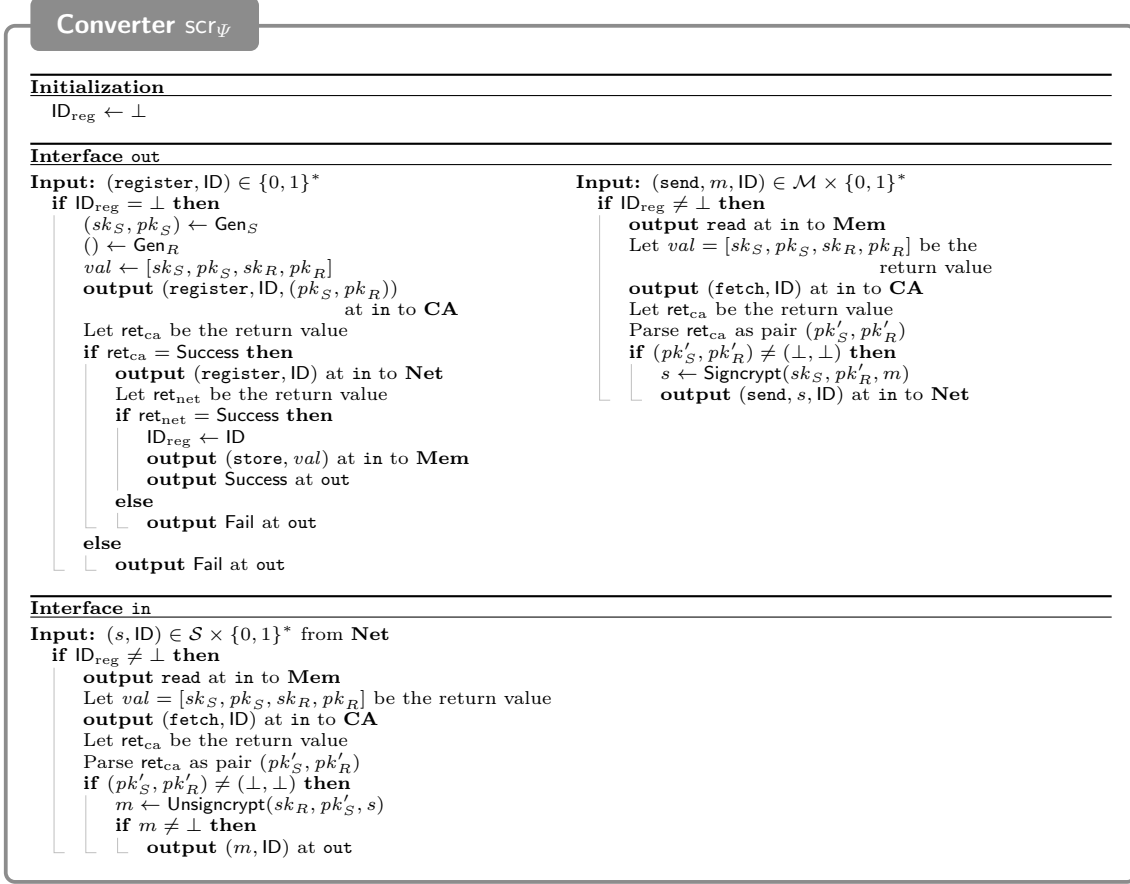 Converter scrΨ
Initialization
ID_reg ← ⊥
Interface out
Input: (register, ID) ∈ {0, 1}*
if ID_reg = ⊥ then
(sk_S, pk_S) ← Gen_S
() ← Gen_R
val ← [sk_S, pk_S, sk_R, pk_R]
output (register, ID, (pk_S, pk_R))
at in to CA
Let ret_ca be the return value
if ret_ca = Success then
output (register, ID) at in to Net
Let ret_net be the return value
if ret_net = Success then
ID_reg ← ID
output (store, val) at in to Mem
output Success at out
else
output Fail at out
else
output Fail at out
Input: (send, m, ID) ∈ M × {0, 1}*
if ID_reg ≠ ⊥ then
output read at in to Mem
Let val = [sk_S, pk_S, sk_R, pk_R] be the
return value
output (fetch, ID) at in to CA
Let ret_ca be the return value
Parse ret_ca as pair (pk'_S, pk'_R)
if (pk'_S, pk'_R) ≠ (⊥, ⊥) then
s ← Signcrypt(sk_S, pk'_R, m)
output (send, s, ID) at in to Net
Interface in
Input: (s, ID) ∈ S × {0, 1}* from Net
if ID_reg ≠ ⊥ then
output read at in to Mem
Let val = [sk_S, pk_S, sk_R, pk_R] be the return value
output (fetch, ID) at in to CA
Let ret_ca be the return value
Parse ret_ca as pair (pk'_S, pk'_R)
if (pk'_S, pk'_R) ≠ (⊥, ⊥) then
m ← Unsigncrypt(sk_R, pk'_S, s)
if m ≠ ⊥ then
output (m, ID) at out